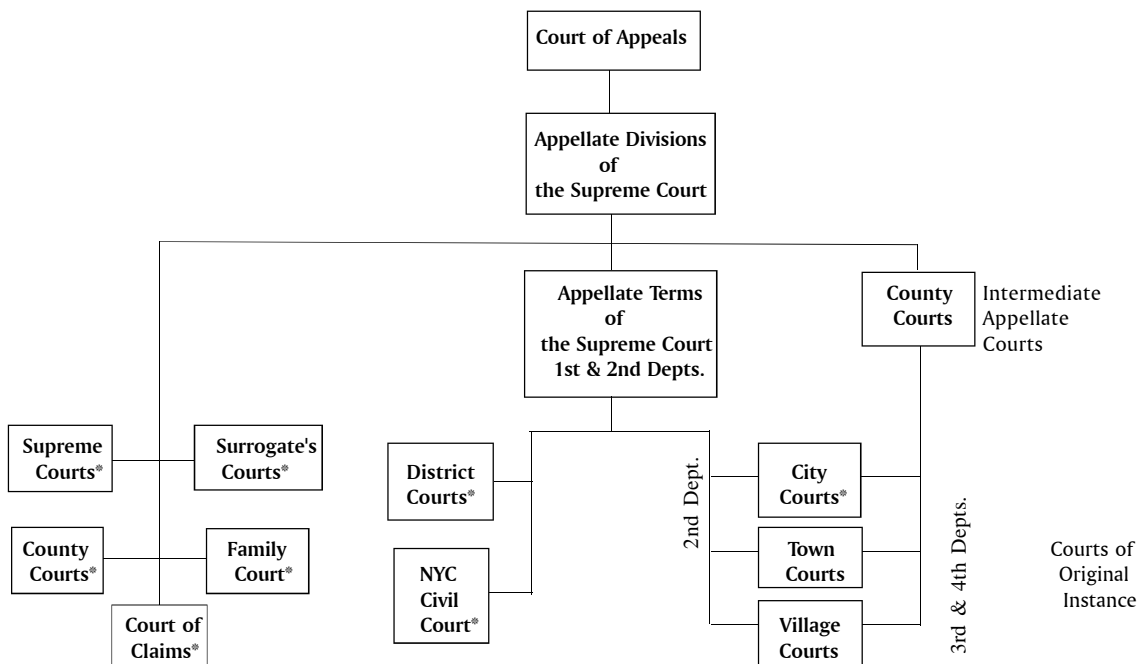 Court of Appeals
Appellate Divisions
of
the Supreme Court
Appellate Terms
of
the Supreme Court
1st & 2nd Depts.
County
Courts
Intermediate
Appellate
Courts
Supreme
Courts*
Surrogate's
Courts*
County
Courts*
Family
Court*
Court of
Claims*
District
Courts*
NYC
Civil
Court*
2nd Dept.
City
Courts*
Town
Courts
Village
Courts
3rd & 4th Depts.
Courts of
Original
Instance